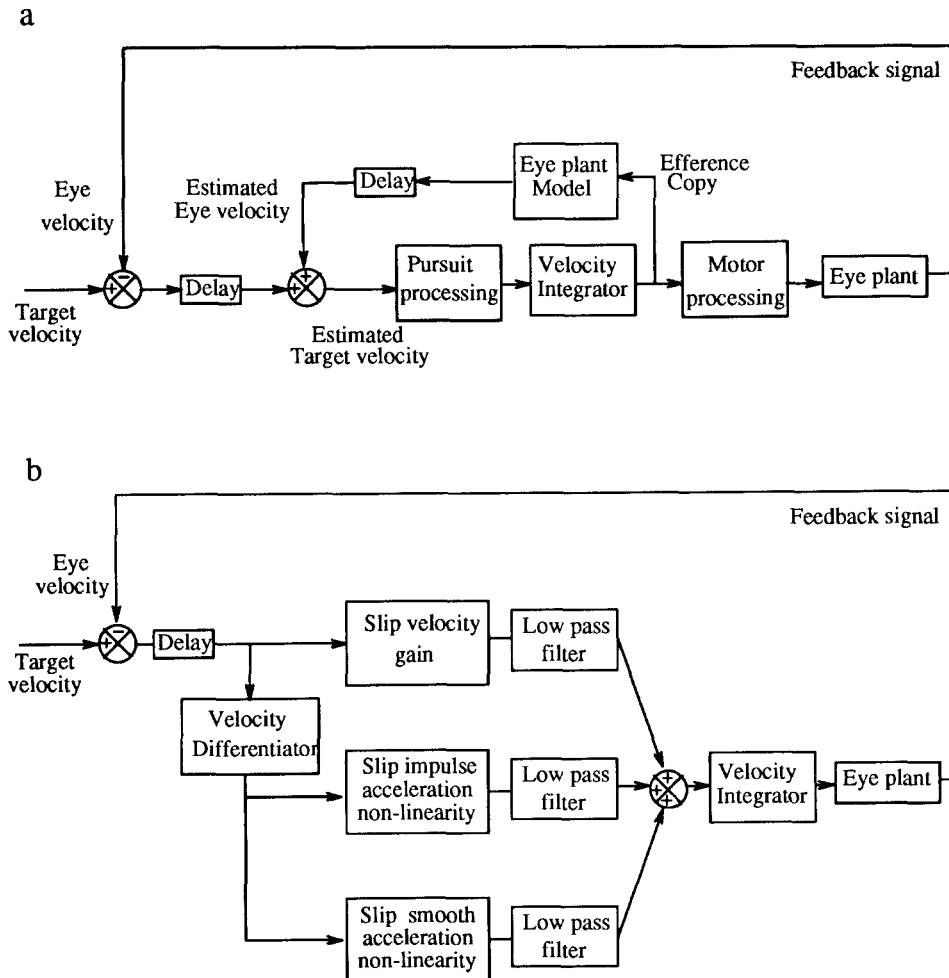 a
Feedback signal
Eye plant
Model
Efference
Copy
Delay
Estimated
Eye velocity
Eye
velocity
−
+
Target
velocity
Delay
+
+
Estimated
Target velocity
Pursuit
processing
Velocity
Integrator
Motor
processing
Eye plant
b
Feedback signal
Eye
velocity
−
+
Target
velocity
Delay
Slip velocity
gain
Low pass
filter
Velocity
Differentiator
Slip impulse
acceleration
non-linearity
Low pass
filter
+
+
+
Velocity
Integrator
Eye plant
Slip smooth
acceleration
non-linearity
Low pass
filter